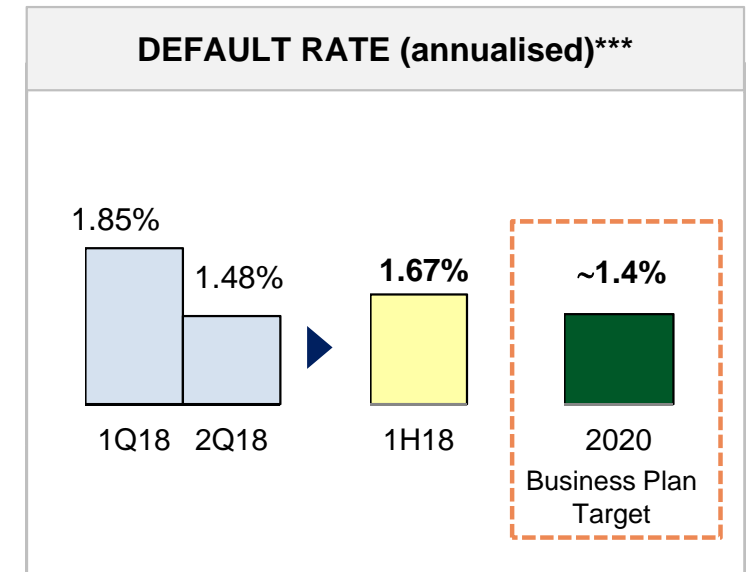 DEFAULT RATE (annualised)***
1.85%
1.48%
1.67%
~1.4%
1Q18
2Q18
1H18
2020
Business Plan
Target